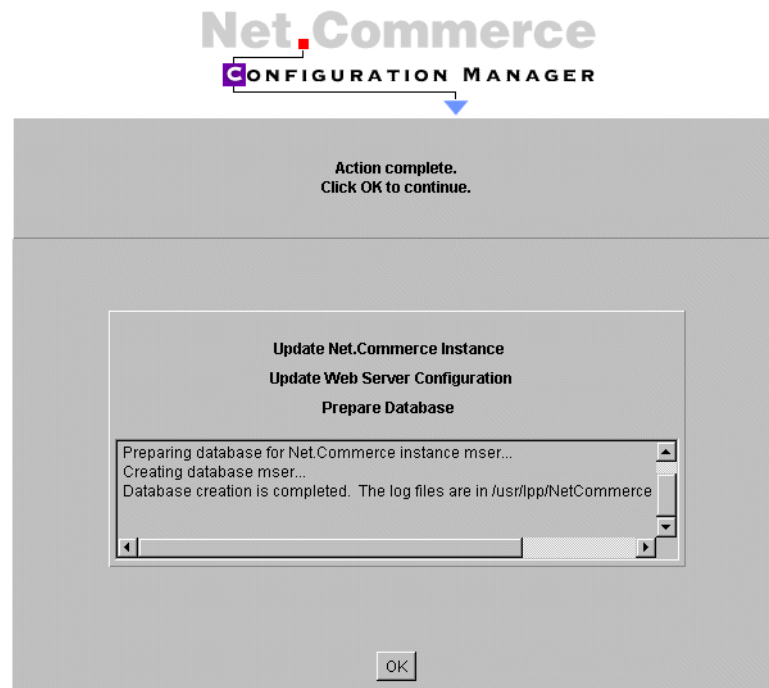 Net.Commerce
CONFIGURATION MANAGER
Action complete.
Click OK to continue.
Update Net.Commerce Instance
Update Web Server Configuration
Prepare Database
Preparing database for Net.Commerce instance mser...
Creating database mser...
Database creation is completed.  The log files are in /usr/lpp/NetCommerce
OK